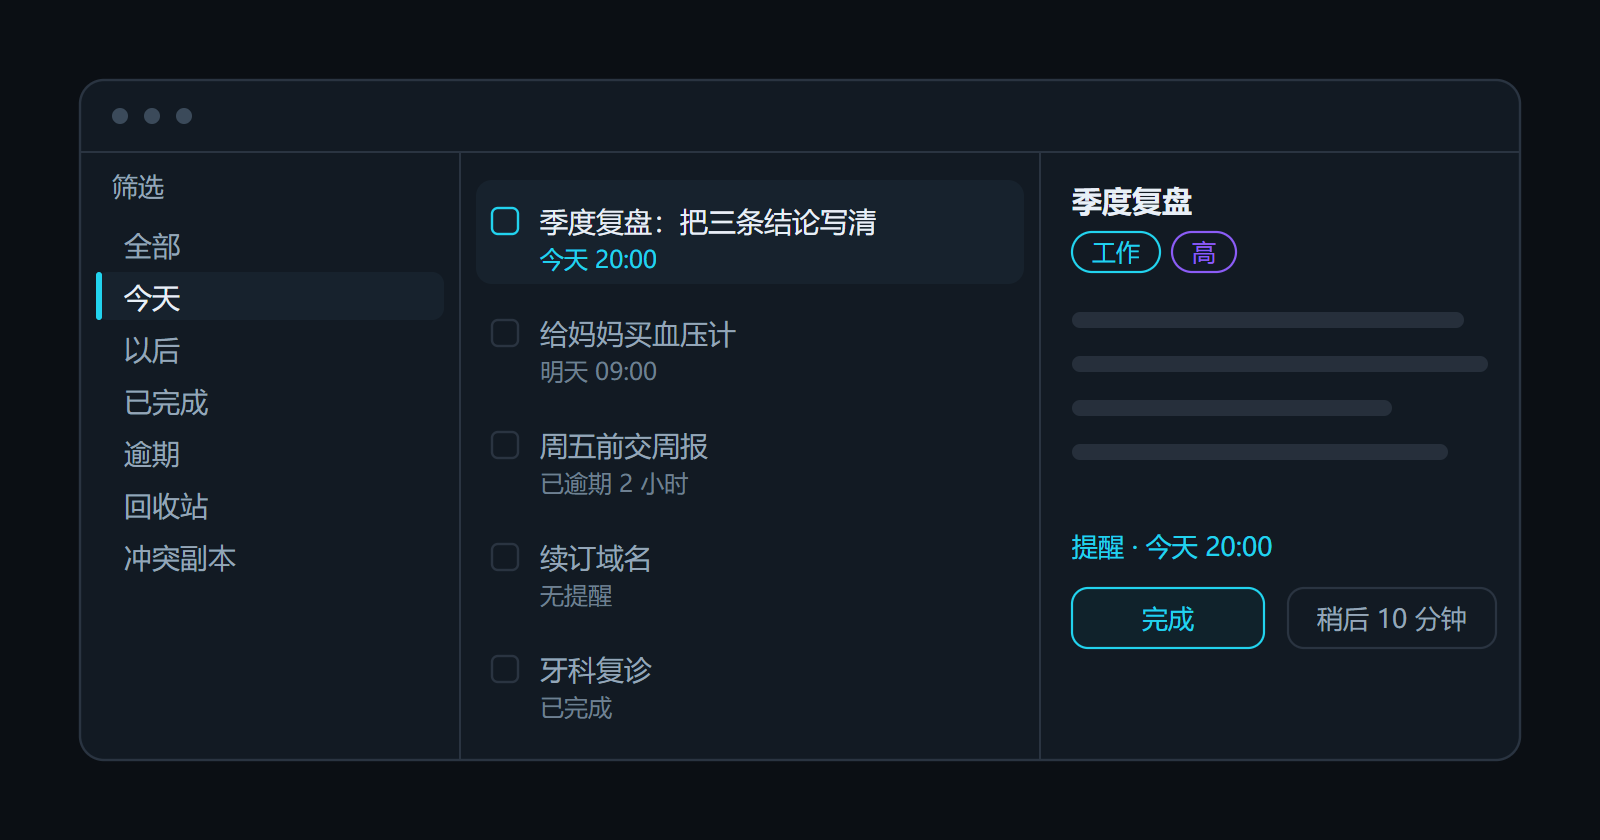 筛选
全部
今天
以后
已完成
逾期
回收站
冲突副本
季度复盘：把三条结论写清
今天 20:00
给妈妈买血压计
明天 09:00
周五前交周报
已逾期 2 小时
续订域名
无提醒
牙科复诊
已完成
季度复盘
工作 高
提醒 · 今天 20:00
完成 稍后 10 分钟